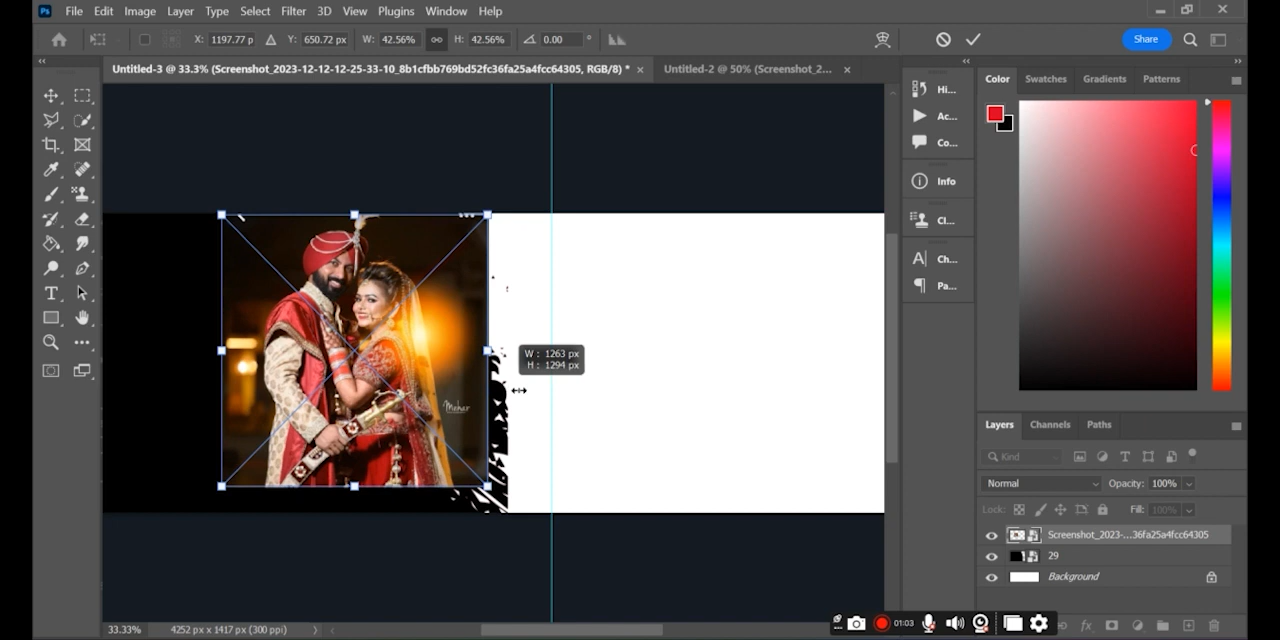 Ps File Edit Image Layer Type Select Filter 3D View Plugins Window Help
X: 1197.77 p Y: 650.72 px W: 42.56% H: 42.56% 0.00 ° Share
Untitled-3 @ 33.3% (Screenshot_2023-12-12-12-25-33-10_8b1cfbb769bd52fc36fa25a4fcc64305, RGB/8) * × Untitled-2 @ 50% (Screenshot_2... ×
Color Swatches Gradients Patterns
Hi...
Ac...
Co...
Info
Cl...
Ch...
Pa...
W : 1263 px
H : 1294 px
Mehar
Layers Channels Paths
Kind
Normal Opacity: 100%
Lock: Fill: 100%
Screenshot_2023-...36fa25a4fcc64305
29
Background
33.33% 4252 px x 1417 px (300 ppi)
01:03